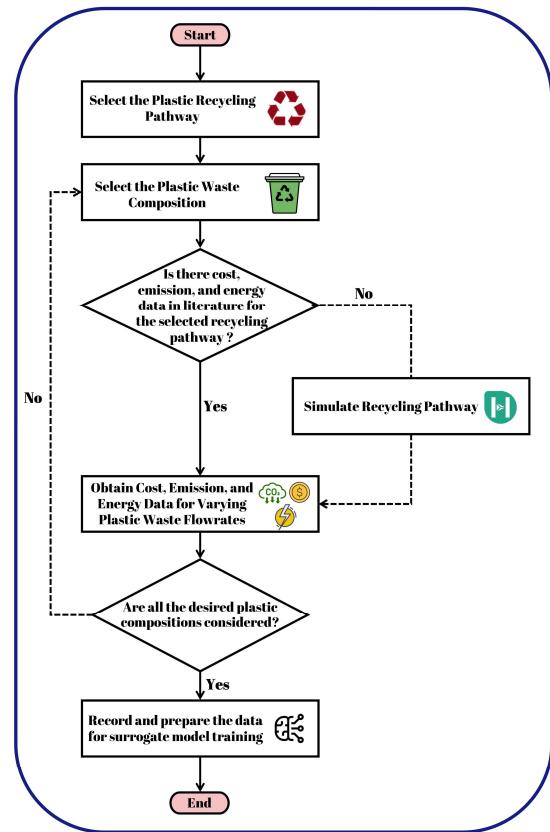 Start
Select the Plastic Recycling
Pathway
Select the Plastic Waste
Composition
Is there cost,
emission, and energy
data in literature for
the selected recycling
pathway ?
No
Simulate Recycling Pathway
No
Yes
Obtain Cost, Emission, and
Energy Data for Varying
Plastic Waste Flowrates
CO₂
$
Are all the desired plastic
compositions considered?
Yes
Record and prepare the data
for surrogate model training
End